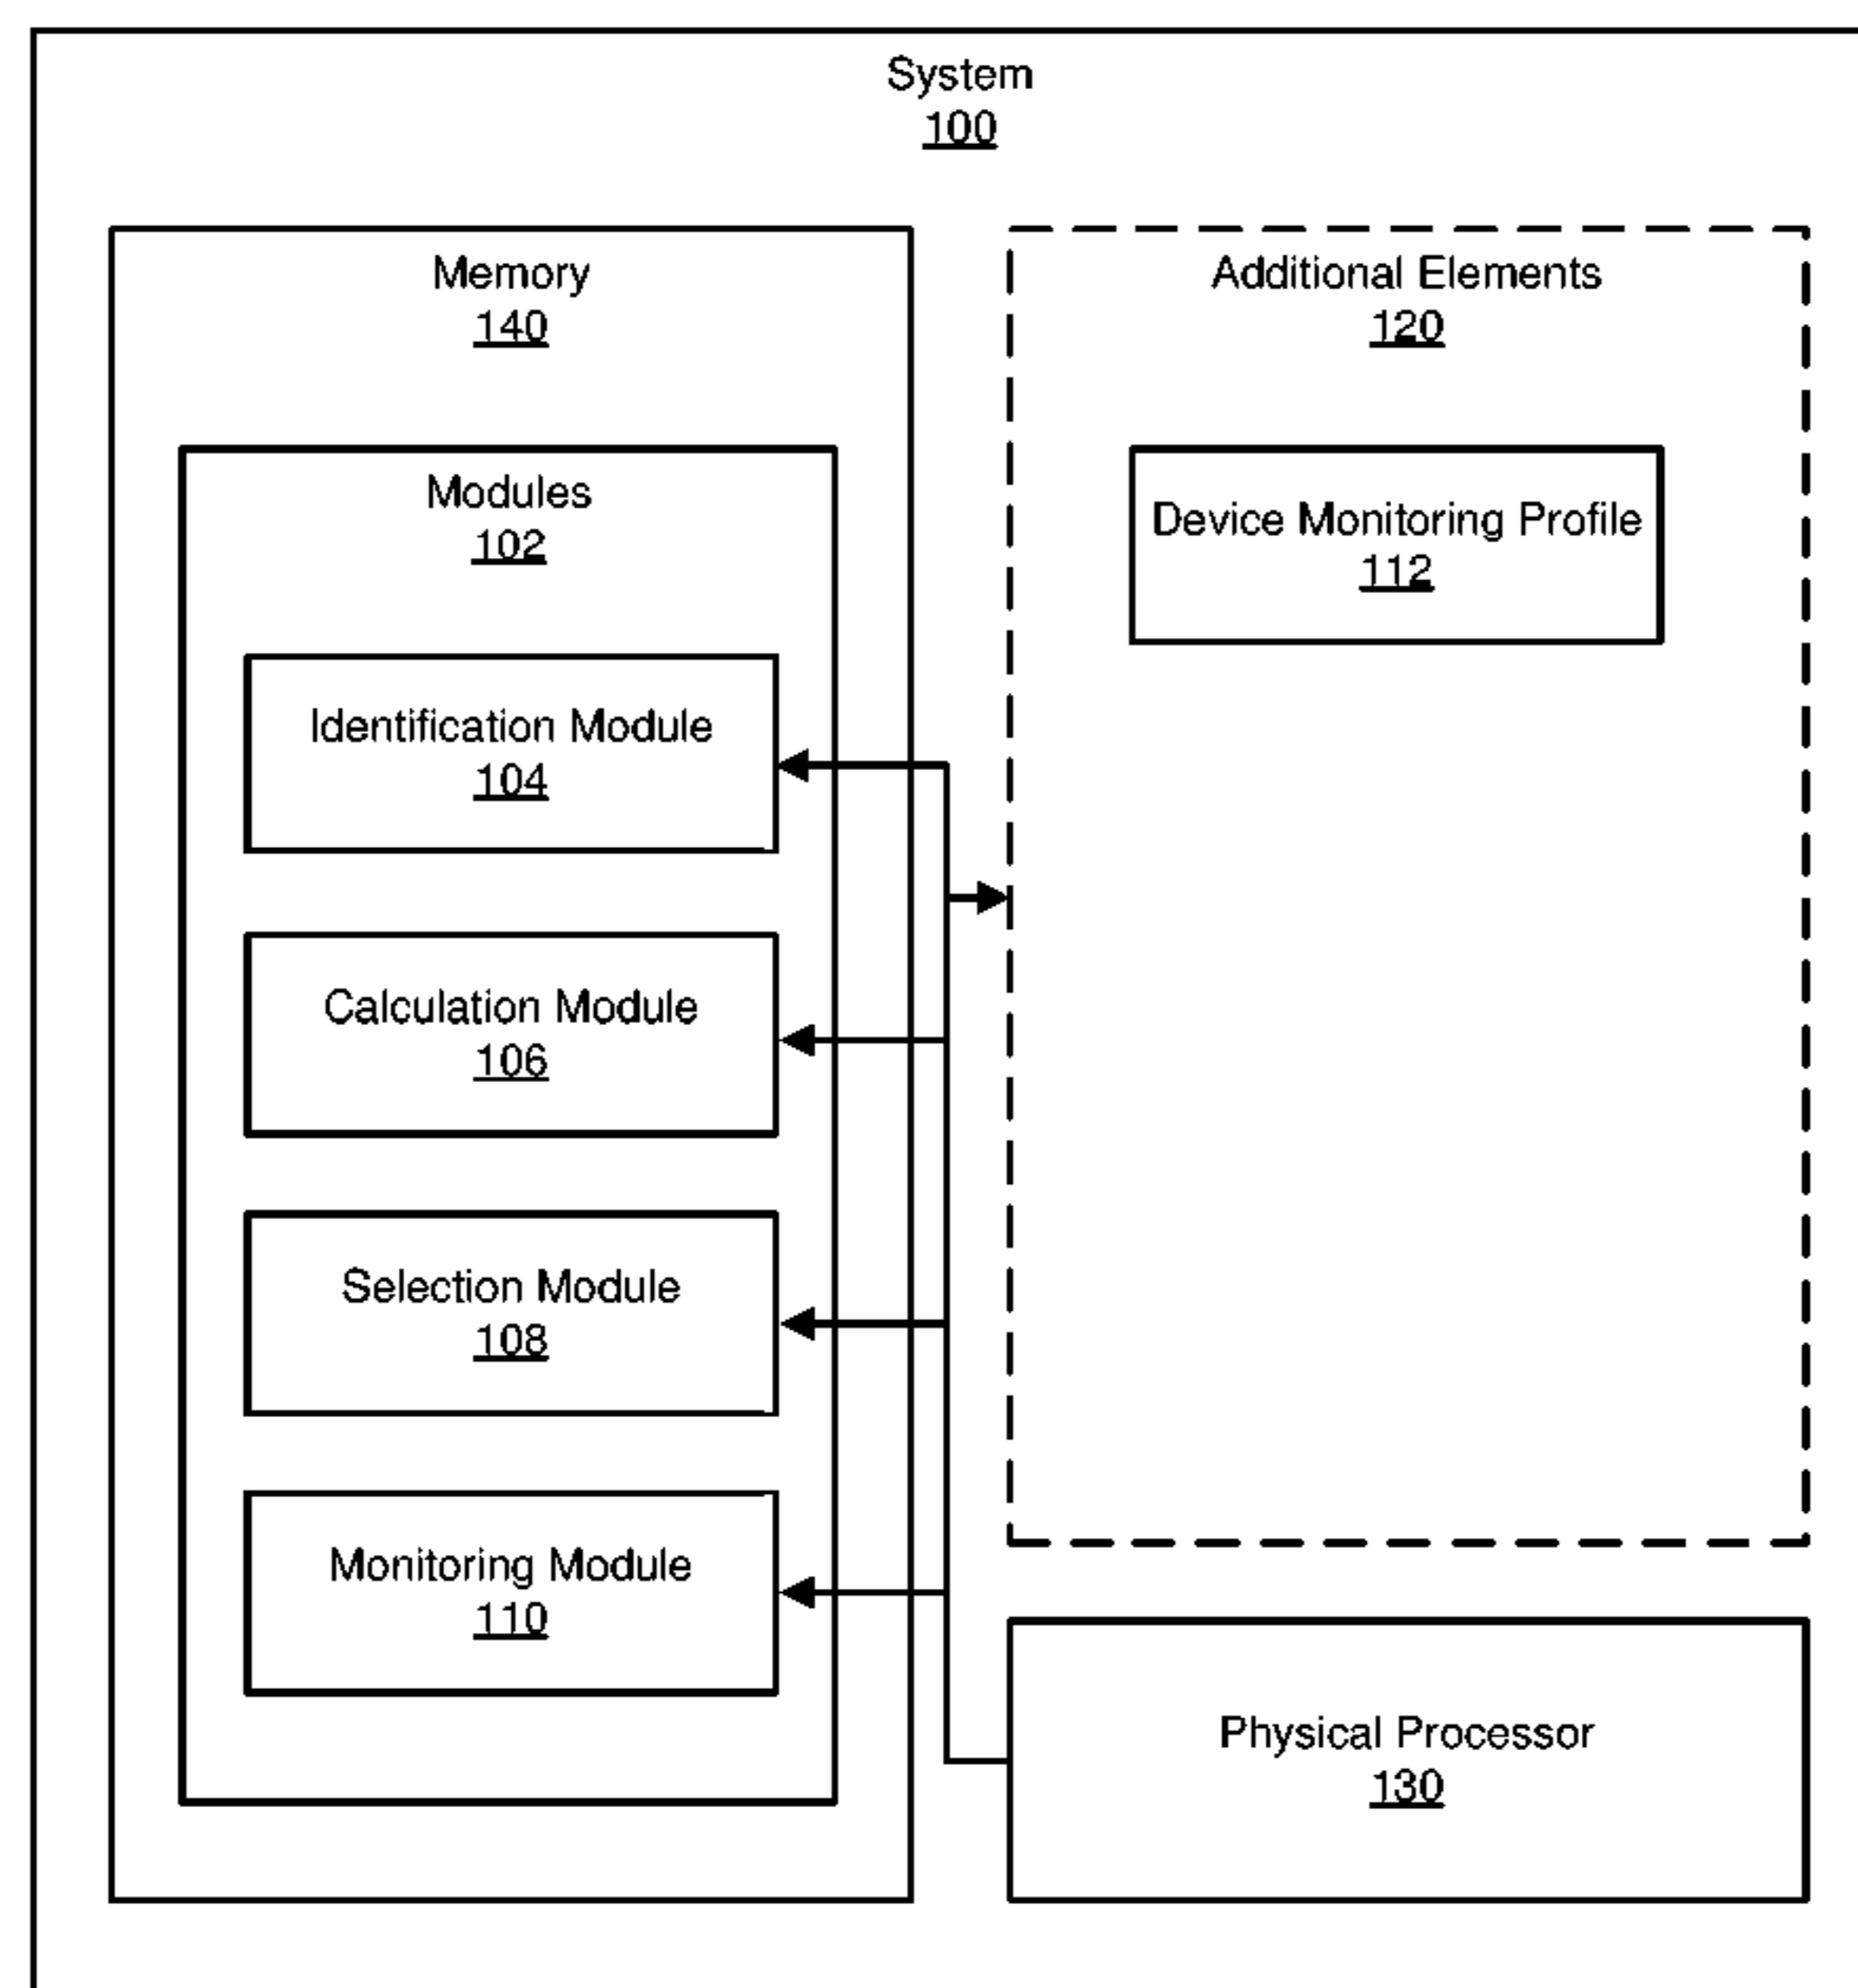 System
100
Memory
140
Modules
102
Identification Module
104
Calculation Module
106
Selection Module
108
Monitoring Module
110
Additional Elements
120
Device Monitoring Profile
112
Physical Processor
130